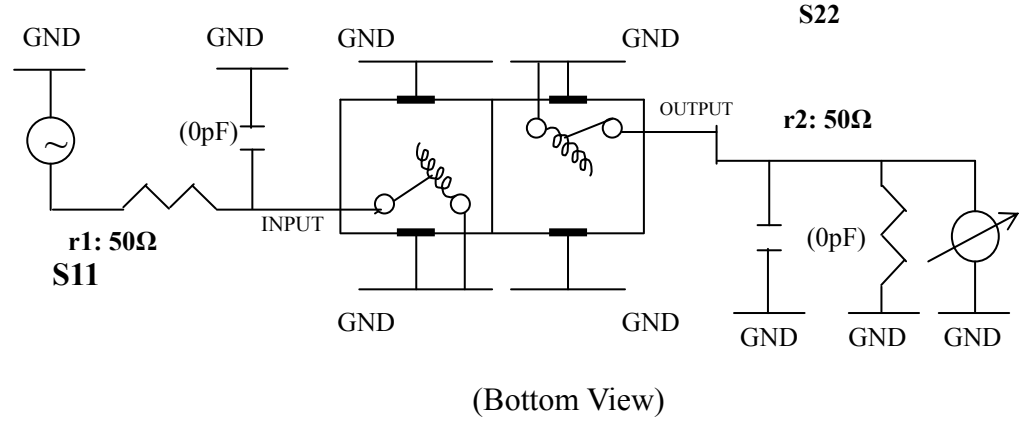 S22
GND
GND
GND
GND
(0pF)
OUTPUT
r2: 50Ω
INPUT
r1: 50Ω
S11
(0pF)
GND
GND
GND
GND
GND
(Bottom View)